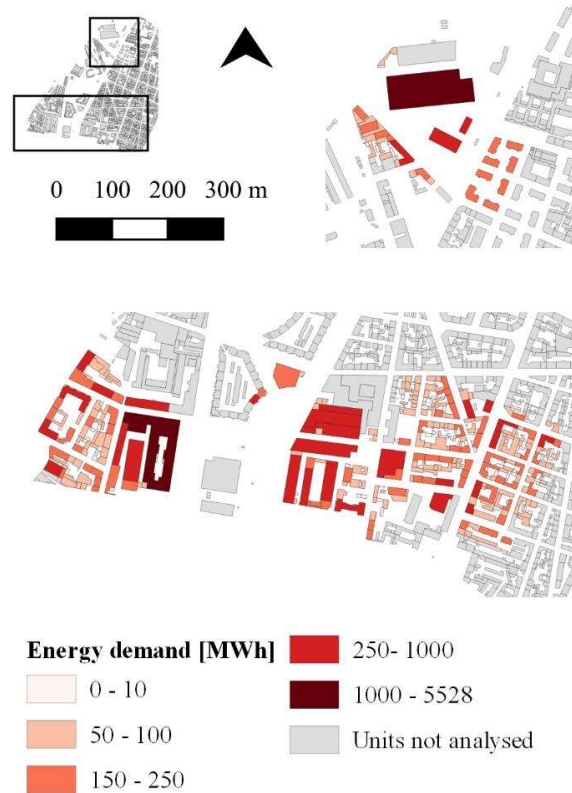 0 100 200 300 m
Energy demand [MWh]
0 - 10
50 - 100
150 - 250
250- 1000
1000 - 5528
Units not analysed